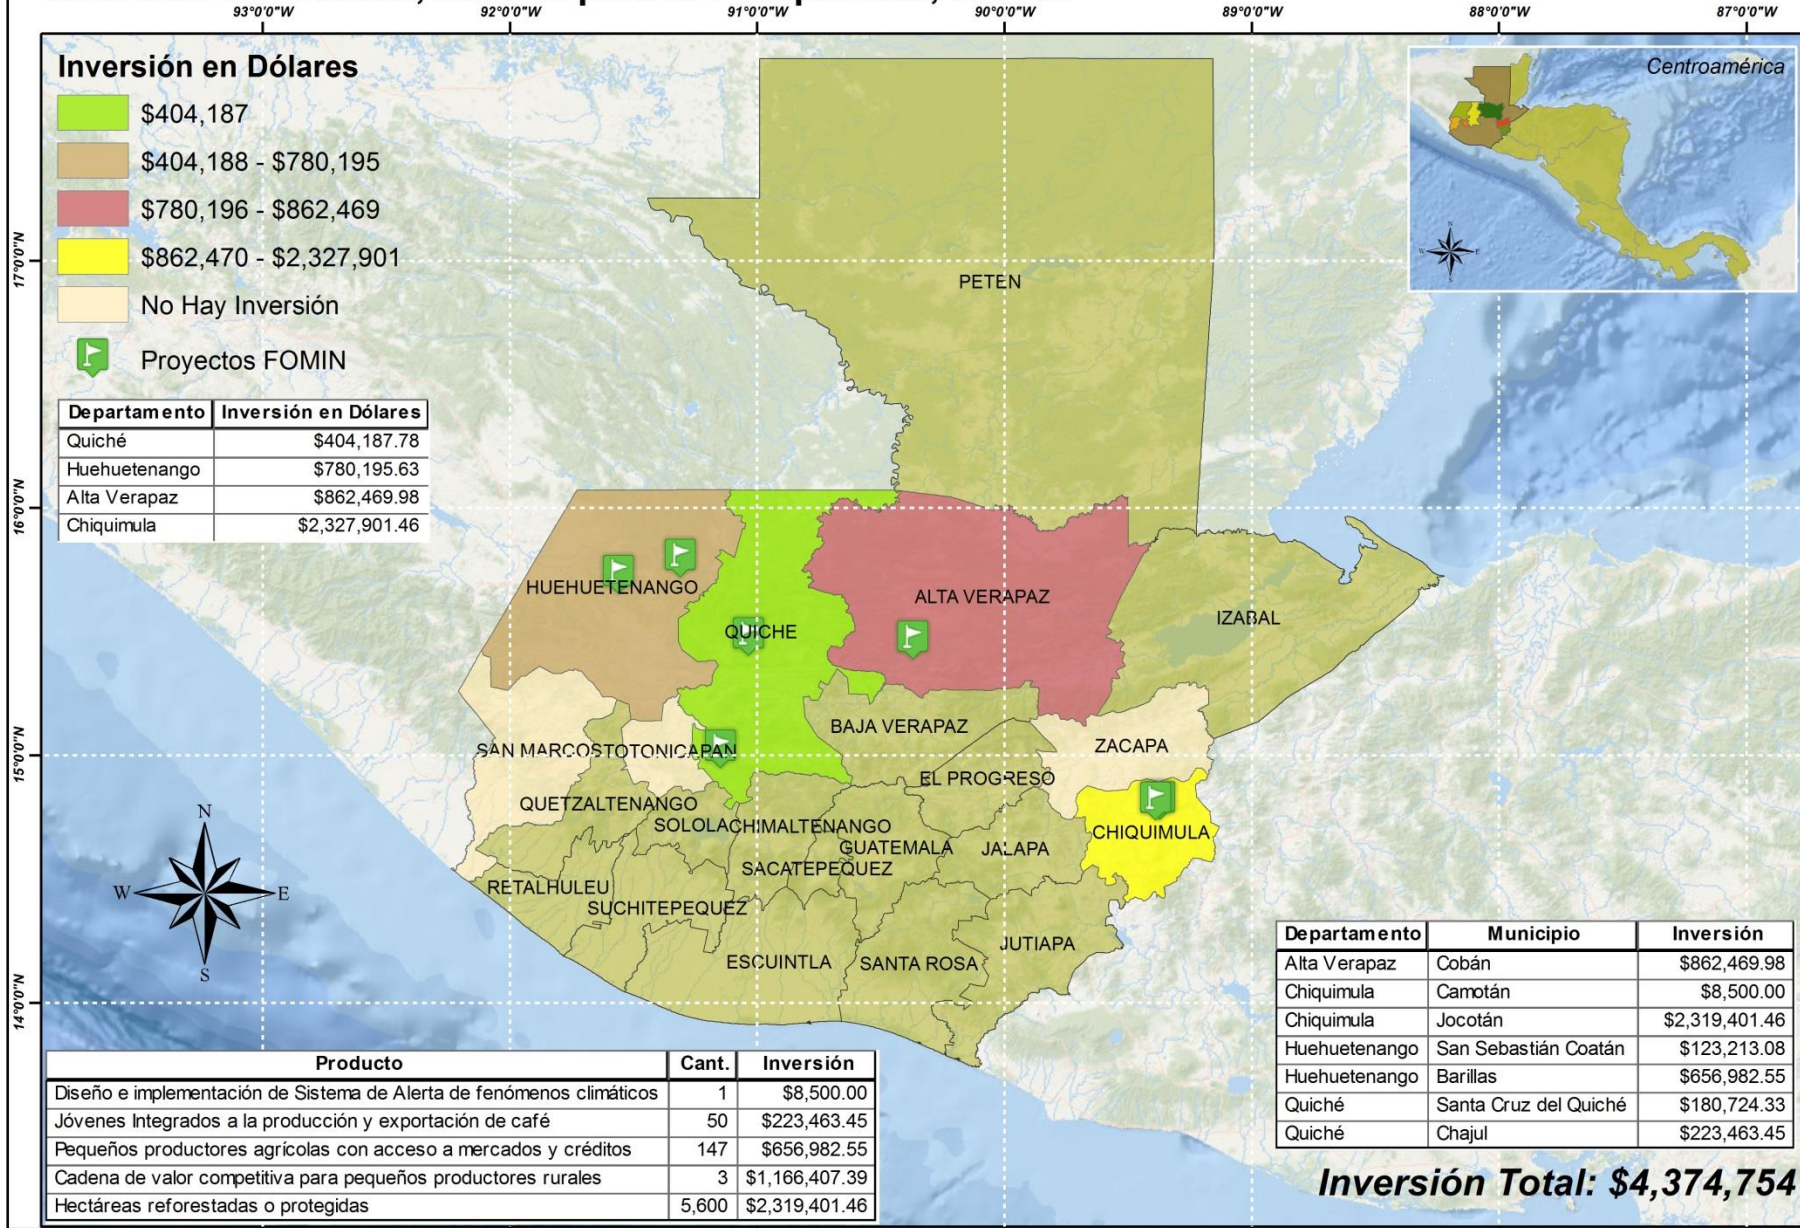 93°0'0"W 92°0'0"W 91°0'0"W 90°0'0"W 89°0'0"W 88°0'0"W 87°0'0"W
Inversión en Dólares
$404,187
$404,188 - $780,195
$780,196 - $862,469
$862,470 - $2,327,901
No Hay Inversión
Proyectos FOMIN
Centroamérica
N
W E
S
17°0'0"N
16°0'0"N
15°0'0"N
14°0'0"N
Departamento Inversión en Dólares
Quiché $404,187.78
Huehuetenango $780,195.63
Alta Verapaz $862,469.98
Chiquimula $2,327,901.46
PETEN
HUEHUETENANGO
QUICHE
ALTA VERAPAZ
IZABAL
BAJA VERAPAZ
SAN MARCOS
TOTONICAPAN
ZACAPA
EL PROGRESO
QUETZALTENANGO
SOLOLA
CHIMALTENANGO
CHIQUIMULA
GUATEMALA
JALAPA
SACATEPEQUEZ
RETALHULEU
SUCHITEPEQUEZ
JUTIAPA
ESCUINTLA
SANTA ROSA
N
W E
S
Departamento Municipio Inversión
Alta Verapaz Cobán $862,469.98
Chiquimula Camotán $8,500.00
Chiquimula Jocotán $2,319,401.46
Huehuetenango San Sebastián Coatán $123,213.08
Huehuetenango Barillas $656,982.55
Quiché Santa Cruz del Quiché $180,724.33
Quiché Chajul $223,463.45
Producto Cant. Inversión
Diseño e implementación de Sistema de Alerta de fenómenos climáticos 1 $8,500.00
Jóvenes Integrados a la producción y exportación de café 50 $223,463.45
Pequeños productores agrícolas con acceso a mercados y créditos 147 $656,982.55
Cadena de valor competitiva para pequeños productores rurales 3 $1,166,407.39
Hectáreas reforestadas o protegidas 5,600 $2,319,401.46
Inversión Total: $4,374,754